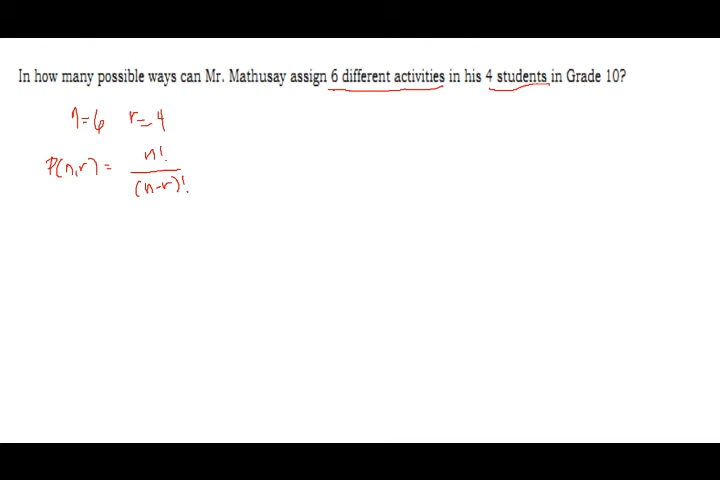 In how many possible ways can Mr. Mathusay assign 6 different activities in his 4 students in Grade 10?
n=6 r=4
P(n,r) = n!
(n-r)!